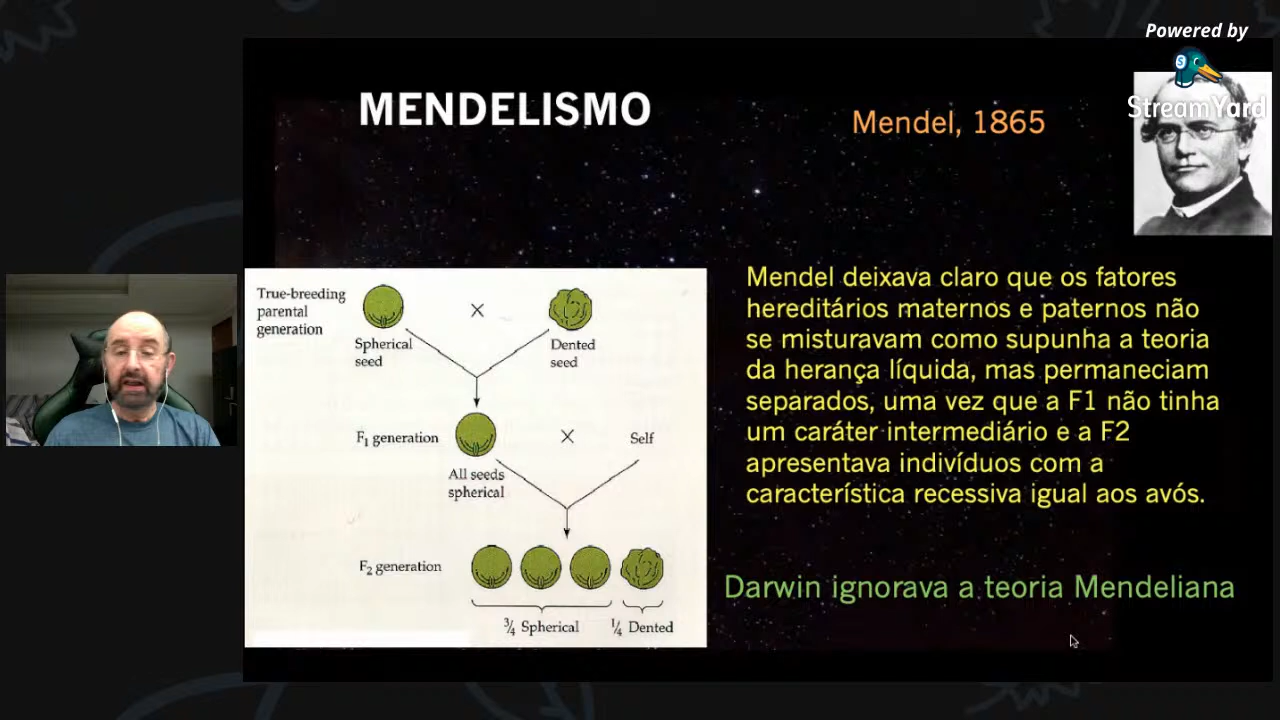 Powered by
StreamYard
MENDELISMO
Mendel, 1865
True-breeding
parental
generation
X
Spherical
seed
Dented
seed
F₁ generation
X
Self
All seeds
spherical
F₂ generation
¾ Spherical
¼ Dented
Mendel deixava claro que os fatores
hereditários maternos e paternos não
se misturavam como supunha a teoria
da herança líquida, mas permaneciam
separados, uma vez que a F1 não tinha
um caráter intermediário e a F2
apresentava indivíduos com a
característica recessiva igual aos avós.
Darwin ignorava a teoria Mendeliana